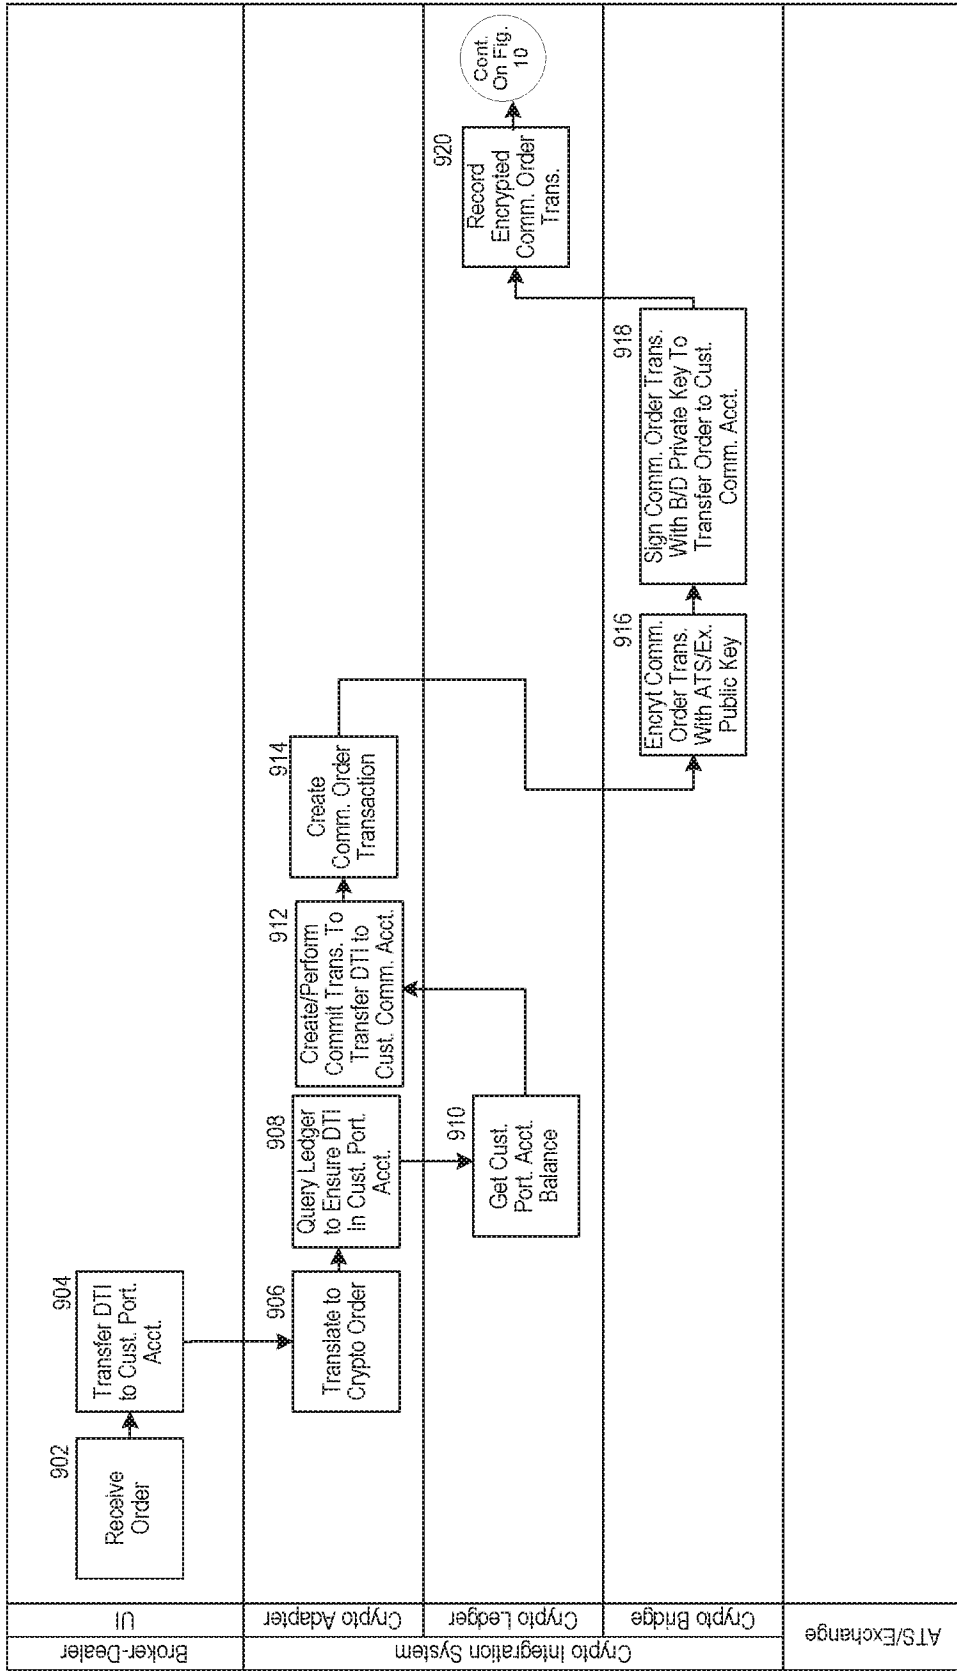 Broker-Dealer
UI
Crypto Integration System
Crypto Adapter
Crypto Ledger
Crypto Bridge
ATS/Exchange
902
Receive
Order
904
Transfer DTI
to Cust. Port.
Acct.
906
Translate to
Crypto Order
908
Query Ledger
to Ensure DTI
In Cust. Port.
Acct.
910
Get Cust.
Port. Acct.
Balance
912
Create/Perform
Commit Trans. To
Transfer DTI to
Cust. Comm. Acct.
914
Create
Comm. Order
Transaction
916
Encryt Comm.
Order Trans.
With ATS/Ex.
Public Key
918
Sign Comm. Order Trans.
With B/D Private Key To
Transfer Order to Cust.
Comm. Acct.
920
Record
Encrypted
Comm. Order
Trans.
Cont.
On Fig.
10